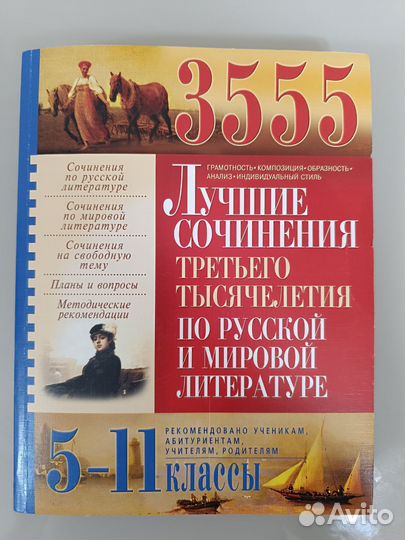 3555
Сочинения
по русской
литературе
Сочинения
по мировой
литературе
Сочинения
на свободную
тему
Планы и вопросы
Методические
рекомендации
ГРАМОТНОСТЬ•КОМПОЗИЦИЯ•ОБРАЗНОСТЬ•
АНАЛИЗ•ИНДИВИДУАЛЬНЫЙ СТИЛЬ
ЛУЧШИЕ
СОЧИНЕНИЯ
ТРЕТЬЕГО
ТЫСЯЧЕЛЕТИЯ
ПО РУССКОЙ
И МИРОВОЙ
ЛИТЕРАТУРЕ
РЕКОМЕНДОВАНО УЧЕНИКАМ,
АБИТУРИЕНТАМ,
УЧИТЕЛЯМ, РОДИТЕЛЯМ
5–11 КЛАССЫ
Avito